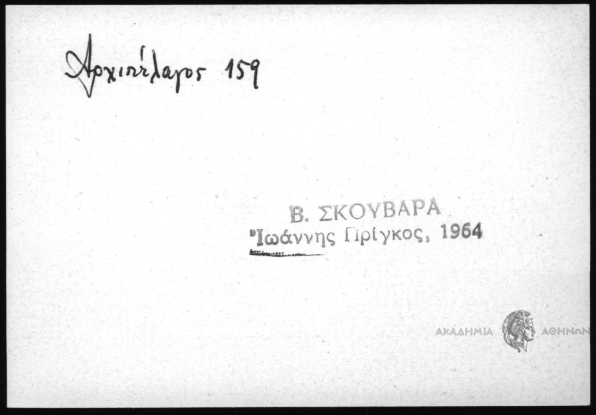 Αρχιπέλαγος 159
Β. ΣΚΟΥΒΑΡΑ
Ἰωάννης Πρίγκος, 1964
ΑΚΑΔΗΜΙΑ ΑΘΗΝΩΝ